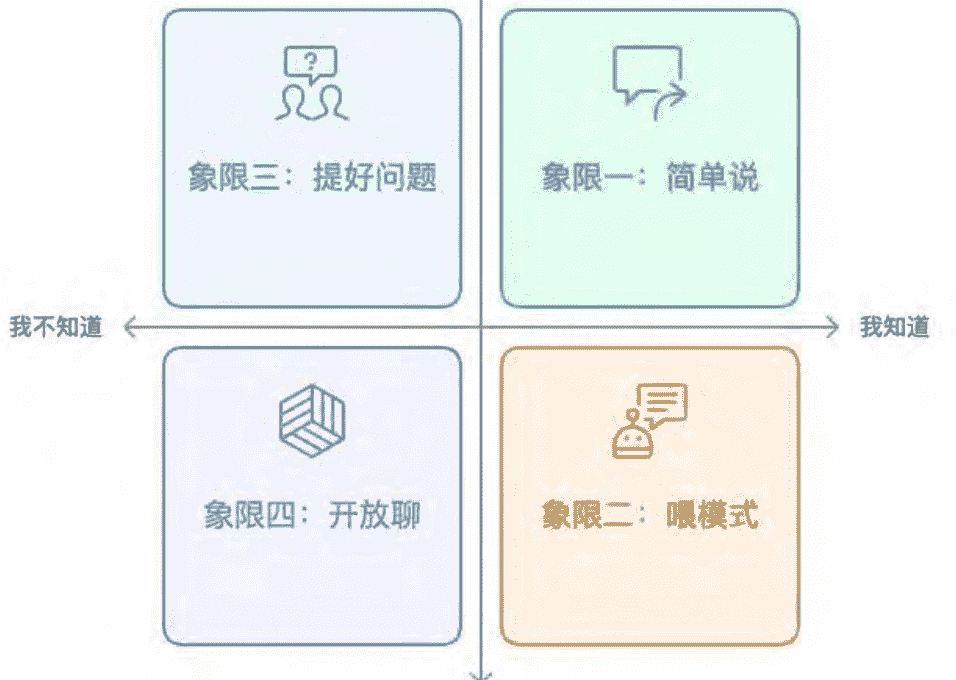 ?
象限三：提好问题
象限一：简单说
我不知道
我知道
象限四：开放聊
象限二：喂模式